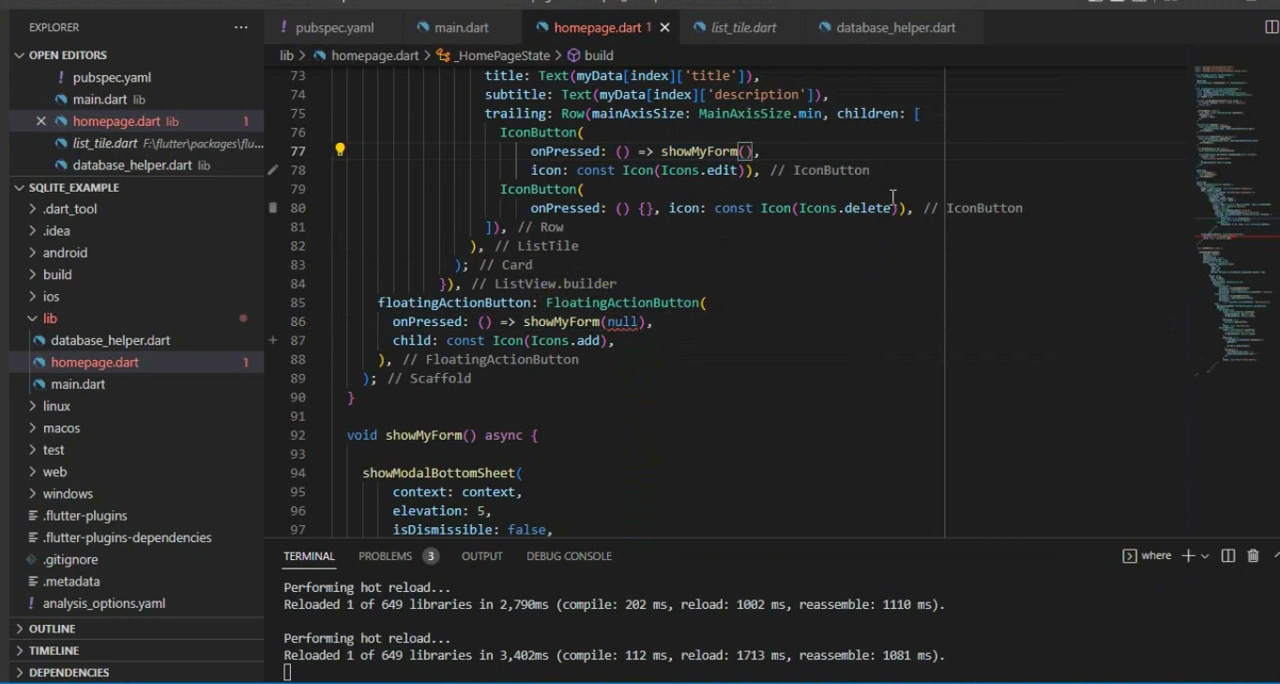 EXPLORER
OPEN EDITORS
pubspec.yaml
main.dart lib
homepage.dart lib 1
list_tile.dart F:\flutter\packages\flu...
database_helper.dart lib
SQLITE_EXAMPLE
.dart_tool
.idea
android
build
ios
lib
database_helper.dart
homepage.dart 1
main.dart
linux
macos
test
web
windows
.flutter-plugins
.flutter-plugins-dependencies
.gitignore
.metadata
analysis_options.yaml
OUTLINE
TIMELINE
DEPENDENCIES
pubspec.yaml main.dart homepage.dart 1 list_tile.dart database_helper.dart
lib > homepage.dart > _HomePageState > build
73 title: Text(myData[index]['title']),
74 subtitle: Text(myData[index]['description']),
75 trailing: Row(mainAxisSize: MainAxisSize.min, children: [
76 IconButton(
77 onPressed: () => showMyForm(),
78 icon: const Icon(Icons.edit)), // IconButton
79 IconButton(
80 onPressed: () {}, icon: const Icon(Icons.delete)), // IconButton
81 ]), // Row
82 ), // ListTile
83 ); // Card
84 }), // ListView.builder
85 floatingActionButton: FloatingActionButton(
86 onPressed: () => showMyForm(null),
87 child: const Icon(Icons.add),
88 ), // FloatingActionButton
89 ); // Scaffold
90 }
91
92 void showMyForm() async {
93
94 showModalBottomSheet(
95 context: context,
96 elevation: 5,
97 isDismissible: false,
TERMINAL PROBLEMS 3 OUTPUT DEBUG CONSOLE where
Performing hot reload...
Reloaded 1 of 649 libraries in 2,790ms (compile: 202 ms, reload: 1002 ms, reassemble: 1110 ms).
Performing hot reload...
Reloaded 1 of 649 libraries in 3,402ms (compile: 112 ms, reload: 1713 ms, reassemble: 1081 ms).